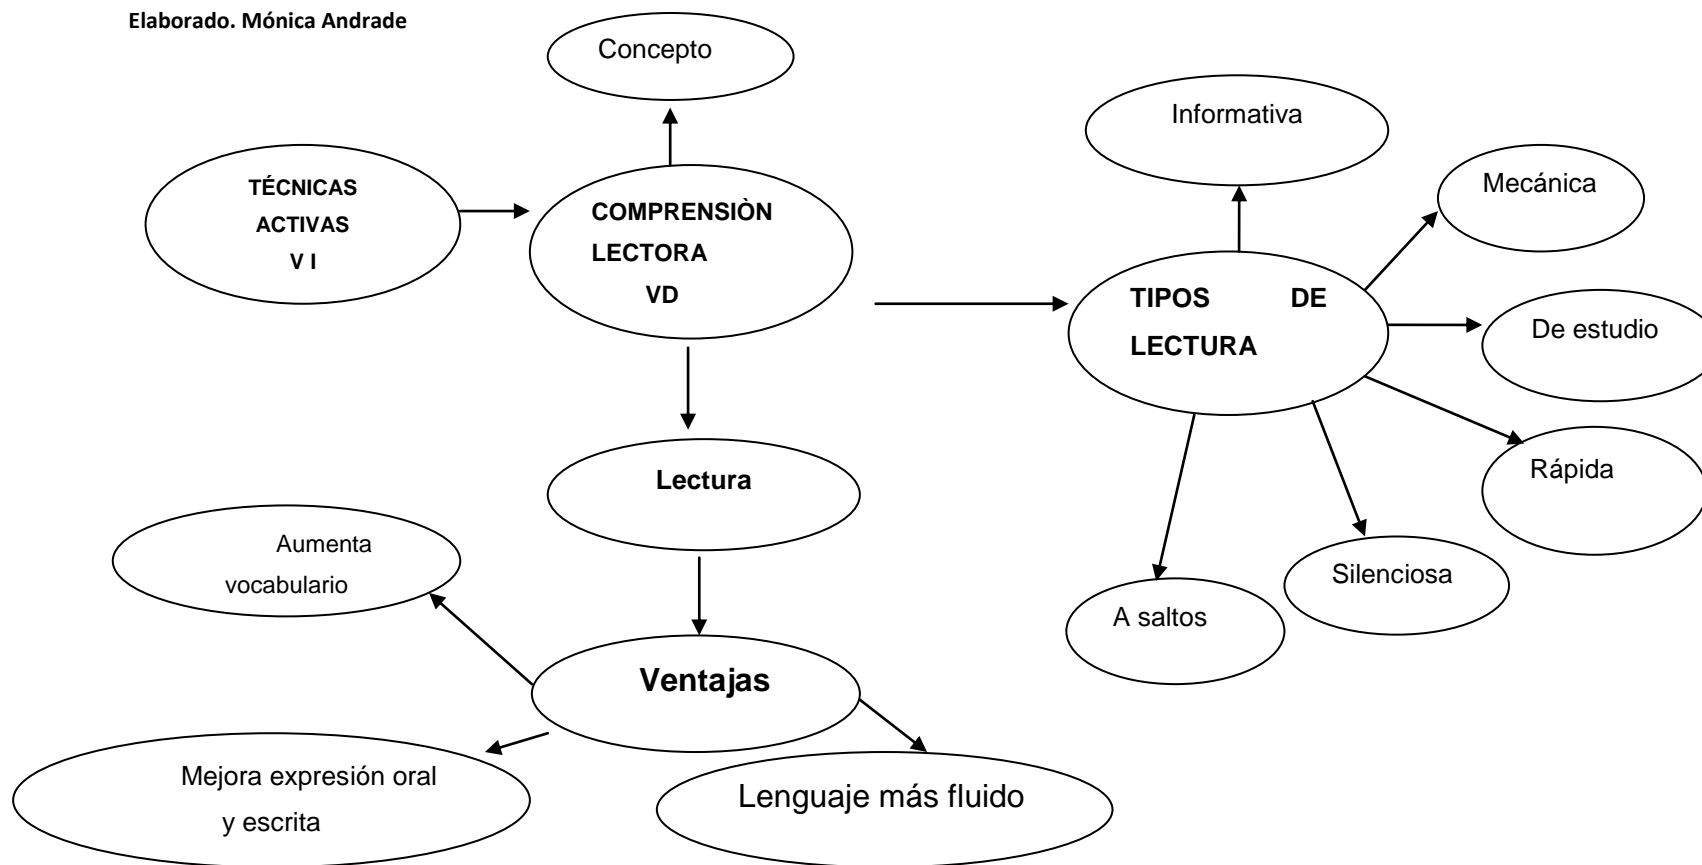 Elaborado. Mónica Andrade
Concepto
Informativa
Mecánica
TÉCNICAS
ACTIVAS
V I
COMPRENSIÒN
LECTORA
VD
TIPOS DE
LECTURA
De estudio
Rápida
Lectura
Silenciosa
A saltos
Aumenta
vocabulario
Ventajas
Mejora expresión oral
y escrita
Lenguaje más fluido